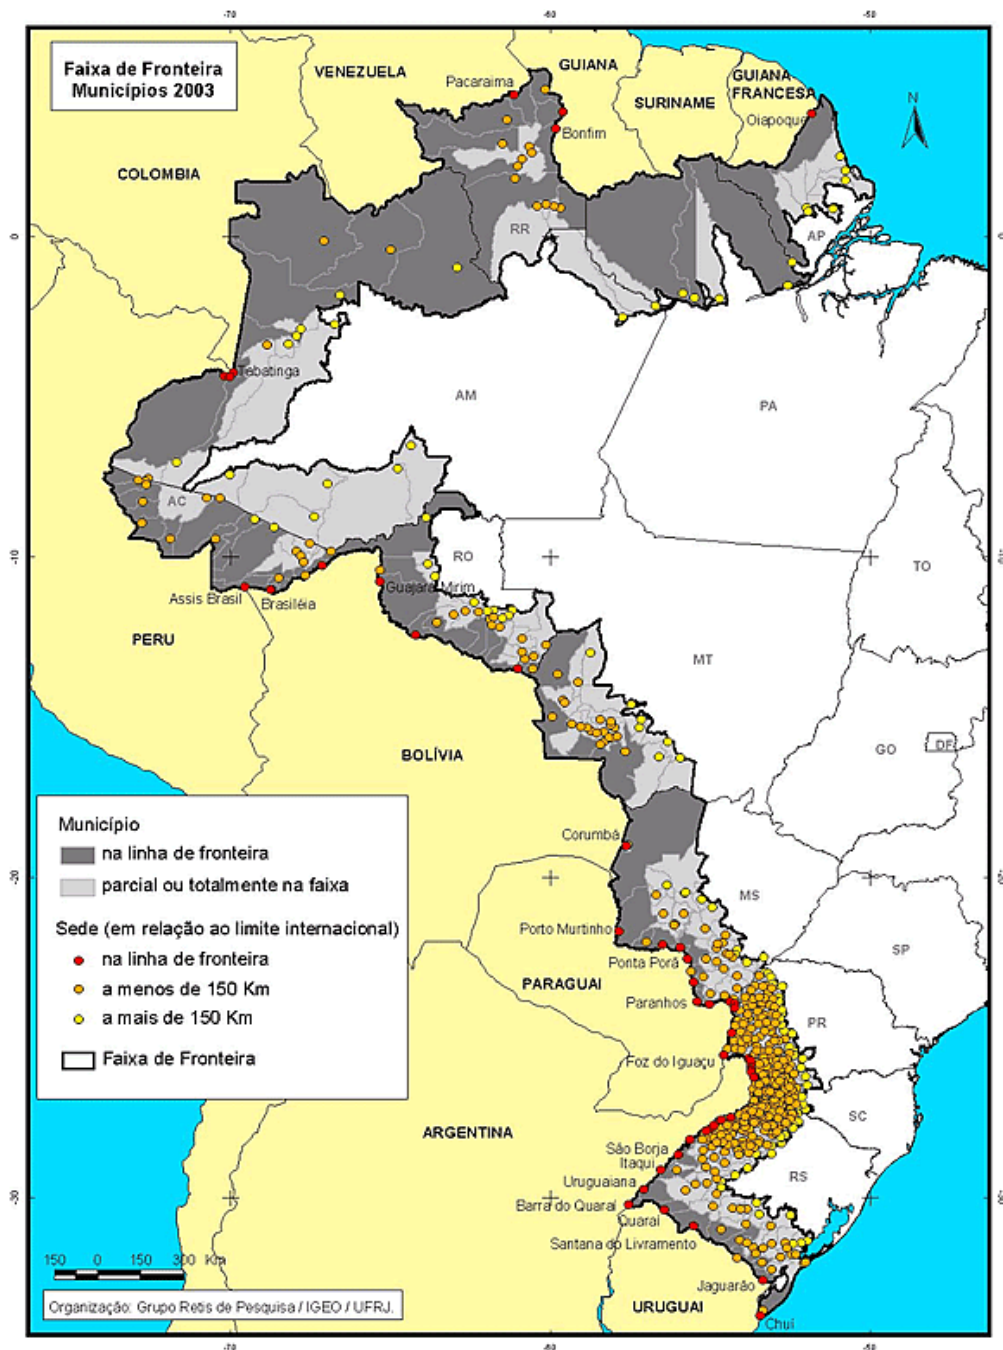 -70
-60
-50
Faixa de Fronteira
Municípios 2003
VENEZUELA
GUIANA
Pacaraima
SURINAME
GUIANA
FRANCESA
Oiapoque
N
Bonfim
COLOMBIA
RR
AP
0
0
Tabatinga
AM
PA
AC
-10
RO
TO
Guajará-Mirim
Assis Brasil
Brasiléia
PERU
MT
BOLÍVIA
GO
DF
Município
na linha de fronteira
parcial ou totalmente na faixa
Sede (em relação ao limite internacional)
na linha de fronteira
a menos de 150 Km
a mais de 150 Km
Faixa de Fronteira
Corumbá
-20
MS
Porto Murtinho
SP
Ponta Porã
PARAGUAI
Paranhos
PR
Foz do Iguaçu
SC
ARGENTINA
São Borja
Itaqui
RS
Uruguaiana
-30
Barra do Quaraí
Quaraí
Santana do Livramento
150 0 150 300 Km
Jaguarão
Organização: Grupo Retis de Pesquisa / IGEO / UFRJ.
URUGUAI
Chuí
-70
-60
-50